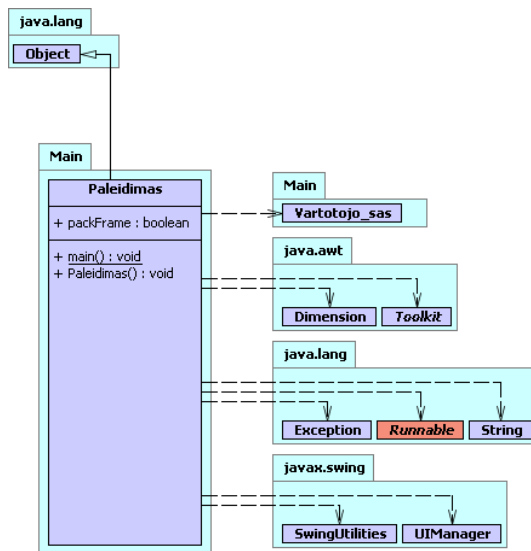 java.lang
Object
Main
Paleidimas
+ packFrame : boolean
+ main() : void
+ Paleidimas() : void
Main
Vartotojo_sas
java.awt
Dimension
Toolkit
java.lang
Exception
Runnable
String
javax.swing
SwingUtilities
UIManager